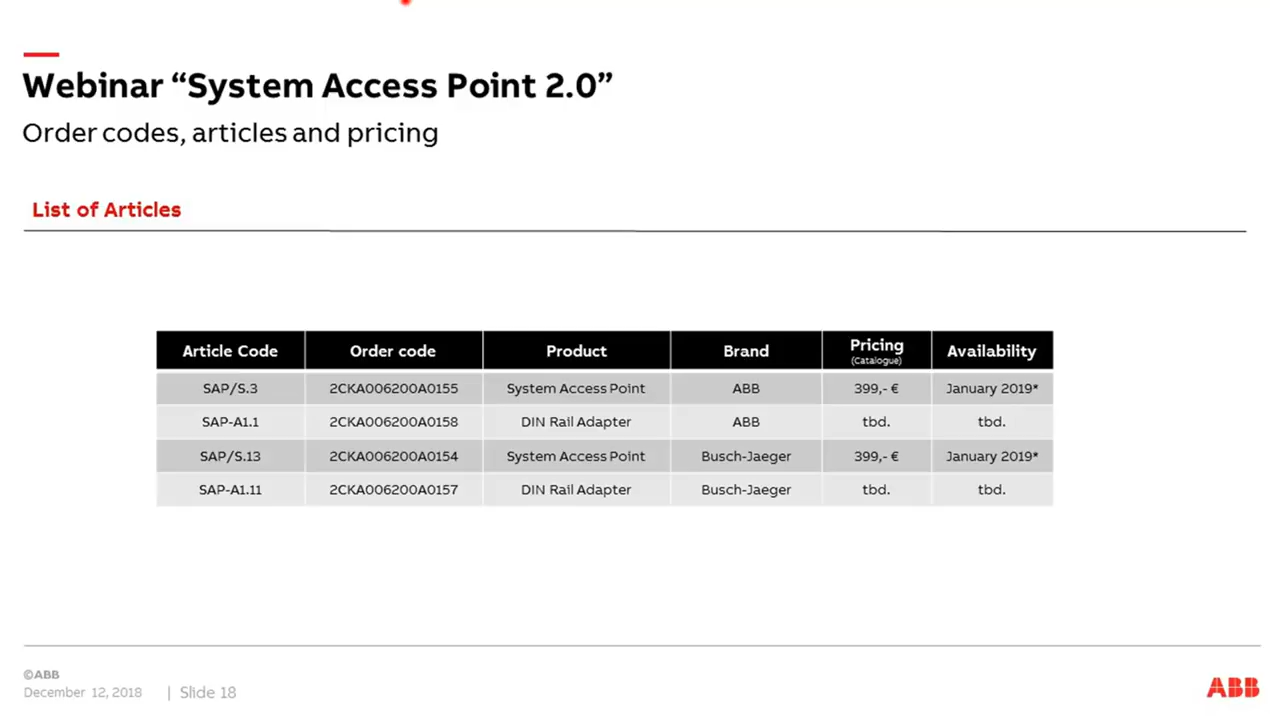 Webinar “System Access Point 2.0”
Order codes, articles and pricing
List of Articles
Article Code Order code Product Brand Pricing (Catalogue) Availability
SAP/S.3 2CKA006200A0155 System Access Point ABB 399,- € January 2019*
SAP-A1.1 2CKA006200A0158 DIN Rail Adapter ABB tbd. tbd.
SAP/S.13 2CKA006200A0154 System Access Point Busch-Jaeger 399,- € January 2019*
SAP-A1.11 2CKA006200A0157 DIN Rail Adapter Busch-Jaeger tbd. tbd.
©ABB
December 12, 2018 | Slide 18
ABB